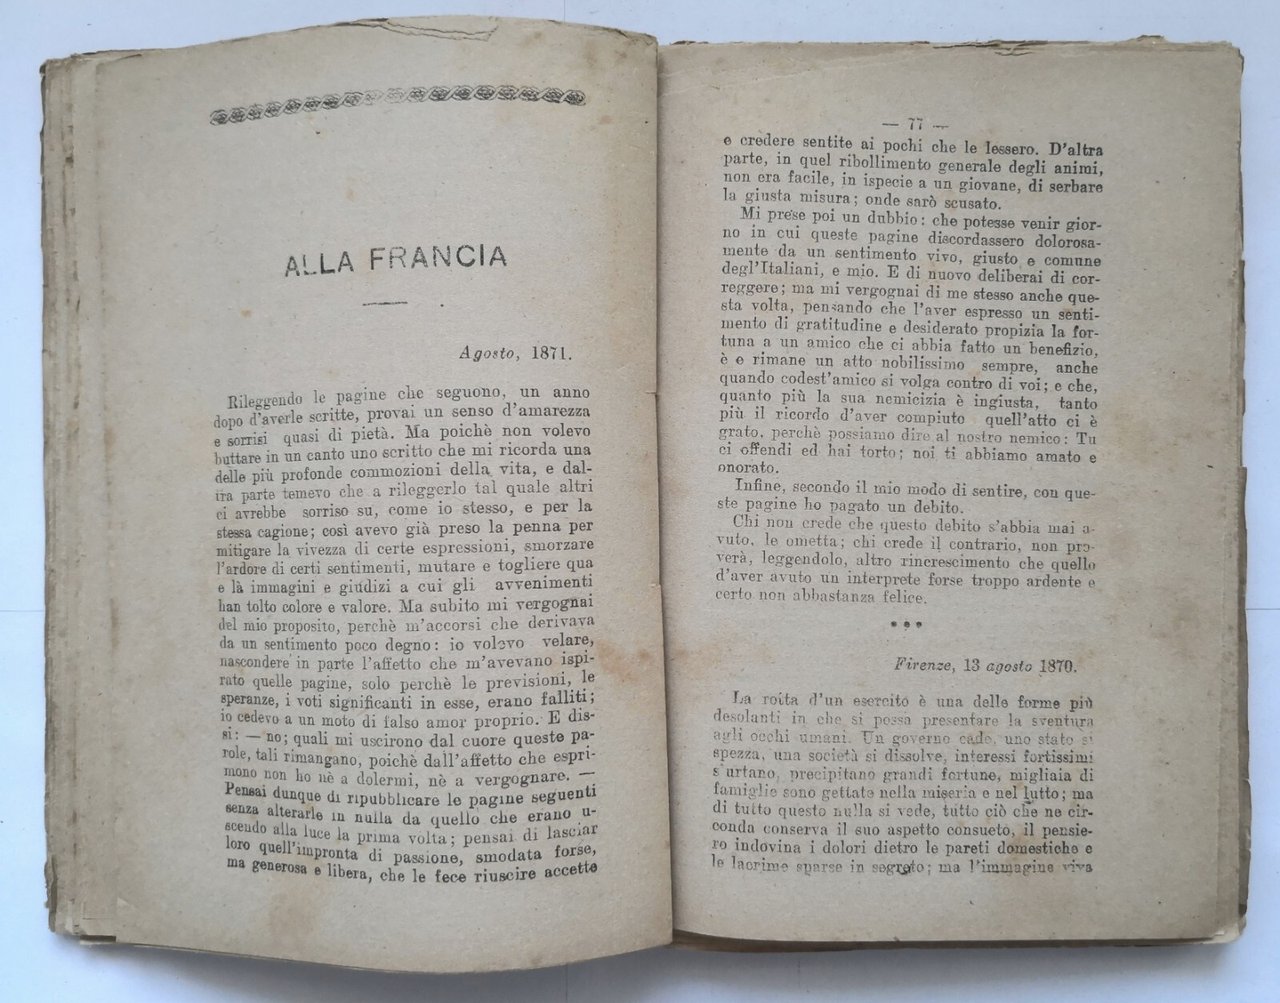 ALLA FRANCIA
Agosto, 1871.
Rileggendo le pagine che seguono, un anno
dopo d'averle scritte, provai un senso d'amarezza
e sorrisi quasi di pietà. Ma poichè non volevo
buttare in un canto uno scritto che mi ricorda una
delle più profonde commozioni della vita, e dal-
tra parte temevo che a rileggerlo tal quale altri
ci avrebbe sorriso su, come io stesso, e per la
stessa cagione; così avevo già preso la penna per
mitigare la vivezza di certe espressioni, smorzare
l'ardore di certi sentimenti, mutare e togliere qua
e là immagini e giudizi a cui gli avvenimenti
han tolto colore e valore. Ma subito mi vergognai
del mio proposito, perchè m'accorsi che derivava
da un sentimento poco degno: io volevo velare,
nascondere in parte l'affetto che m'avevano ispi-
rato quelle pagine, solo perchè le previsioni, le
speranze, i voti significanti in esse, erano falliti;
io cedevo a un moto di falso amor proprio. E dis-
si: — no; quali mi uscirono dal cuore queste pa-
role, tali rimangano, poichè dall'affetto che espri-
mono non ho nè a dolermi, nè a vergognare. —
Pensai dunque di ripubblicare le pagine seguenti
senza alterarle in nulla da quello che erano u-
scendo alla luce la prima volta; pensai di lasciar
loro quell'impronta di passione, smodata forse,
ma generosa e libera, che le fece riuscire accette
— 77 —
e credere sentite ai pochi che le lessero. D'altra
parte, in quel ribollimento generale degli animi,
non era facile, in ispecie a un giovane, di serbare
la giusta misura; onde sarò scusato.
Mi prese poi un dubbio: che potesse venir gior-
no in cui queste pagine discordassero dolorosa-
mente da un sentimento vivo, giusto e comune
degl'Italiani, e mio. E di nuovo deliberai di cor-
reggere; ma mi vergognai di me stesso anche que-
sta volta, pensando che l'aver espresso un senti-
mento di gratitudine e desiderato propizia la for-
tuna a un amico che ci abbia fatto un benefizio,
è e rimane un atto nobilissimo sempre, anche
quando codest'amico si volga contro di voi; e che,
quanto più la sua nemicizia è ingiusta, tanto
più il ricordo d'aver compiuto quell'atto ci è
grato, perchè possiamo dire al nostro nemico: Tu
ci offendi ed hai torto; noi ti abbiamo amato e
onorato.
Infine, secondo il mio modo di sentire, con que-
ste pagine ho pagato un debito.
Chi non crede che questo debito s'abbia mai a-
vuto, le ometta; chi crede il contrario, non pro-
verà, leggendolo, altro rincrescimento che quello
d'aver avuto un interprete forse troppo ardente e
certo non abbastanza felice.
* * *
Firenze, 13 agosto 1870.
La rotta d'un esercito è una delle forme più
desolanti in che si possa presentare la sventura
agli occhi umani. Un governo cade, uno stato si
spezza, una società si dissolve, interessi fortissimi
s'urtano, precipitano grandi fortune, migliaia di
famiglie sono gettate nella miseria e nel lutto; ma
di tutto questo nulla si vede, tutto ciò che ne cir-
conda conserva il suo aspetto consueto, il pensie-
ro indovina i dolori dietro le pareti domestiche e
le lacrime sparse in segreto; ma l'immagine viva